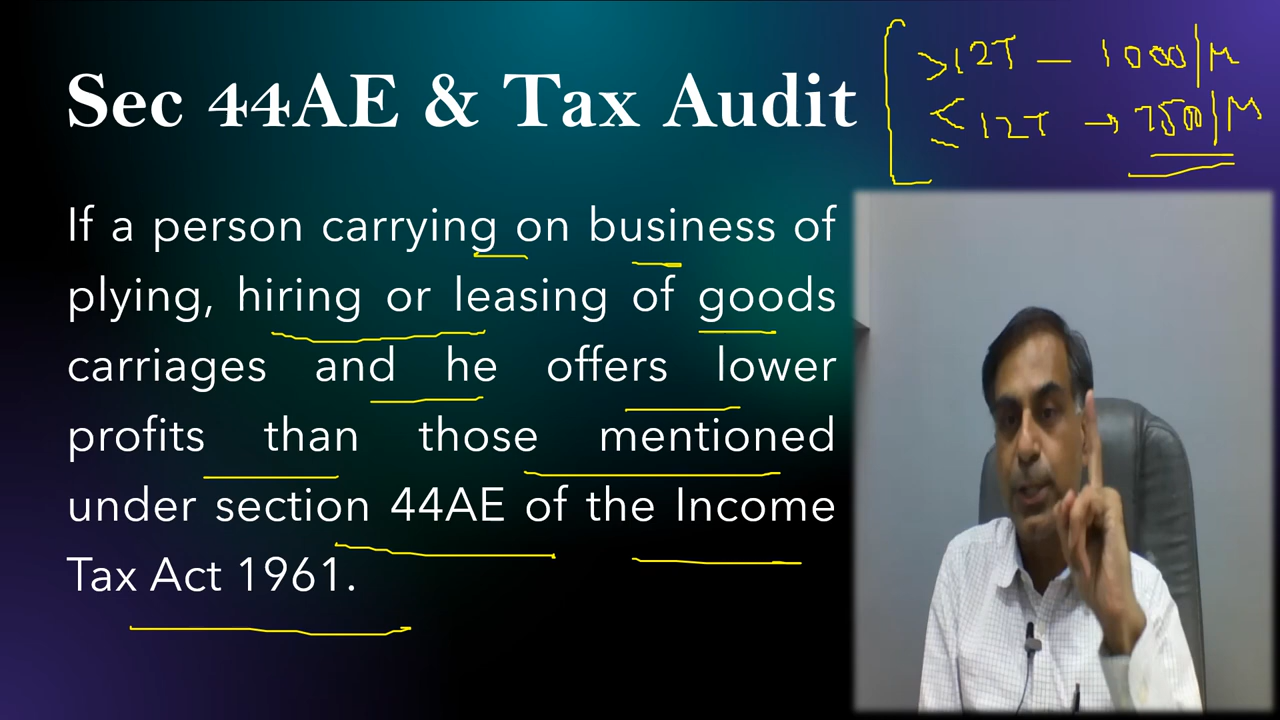 Sec 44AE & Tax Audit
>12T — 1000/M
≤ 12T → 7500/M
If a person carrying on business of
plying, hiring or leasing of goods
carriages and he offers lower
profits than those mentioned
under section 44AE of the Income
Tax Act 1961.